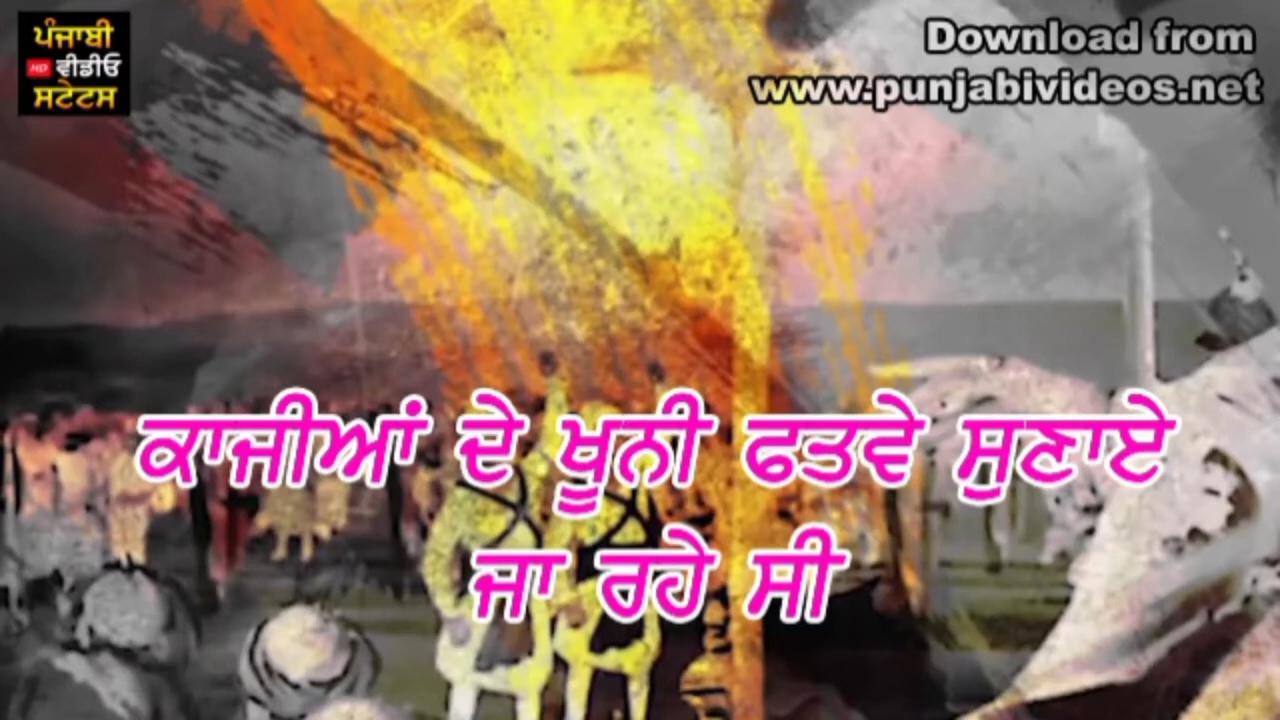 ਪੰਜਾਬੀ
HD ਵੀਡੀਓ
ਸਟੇਟਸ
Download from
www.punjabivideos.net
ਕਾਜੀਆਂ ਦੇ ਖੂਨੀ ਫਤਵੇ ਸੁਣਾਏ
ਜਾ ਰਹੇ ਸੀ